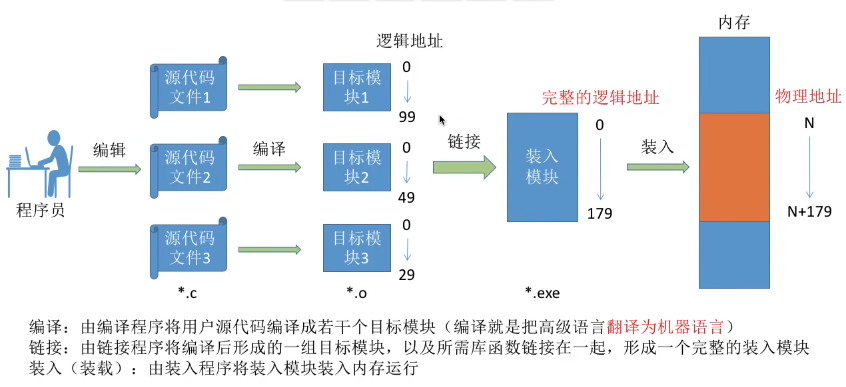 内存
逻辑地址
源代码
文件1
目标模
块1
0
99
完整的逻辑地址
物理地址
程序员
编辑
源代码
文件2
编译
目标模
块2
0
49
链接
装入
模块
0
179
装入
N
N+179
源代码
文件3
目标模
块3
0
29
*.c
*.o
*.exe
编译：由编译程序将用户源代码编译成若干个目标模块（编译就是把高级语言翻译为机器语言）
链接：由链接程序将编译后形成的一组目标模块，以及所需库函数链接在一起，形成一个完整的装入模块
装入（装载）：由装入程序将装入模块装入内存运行